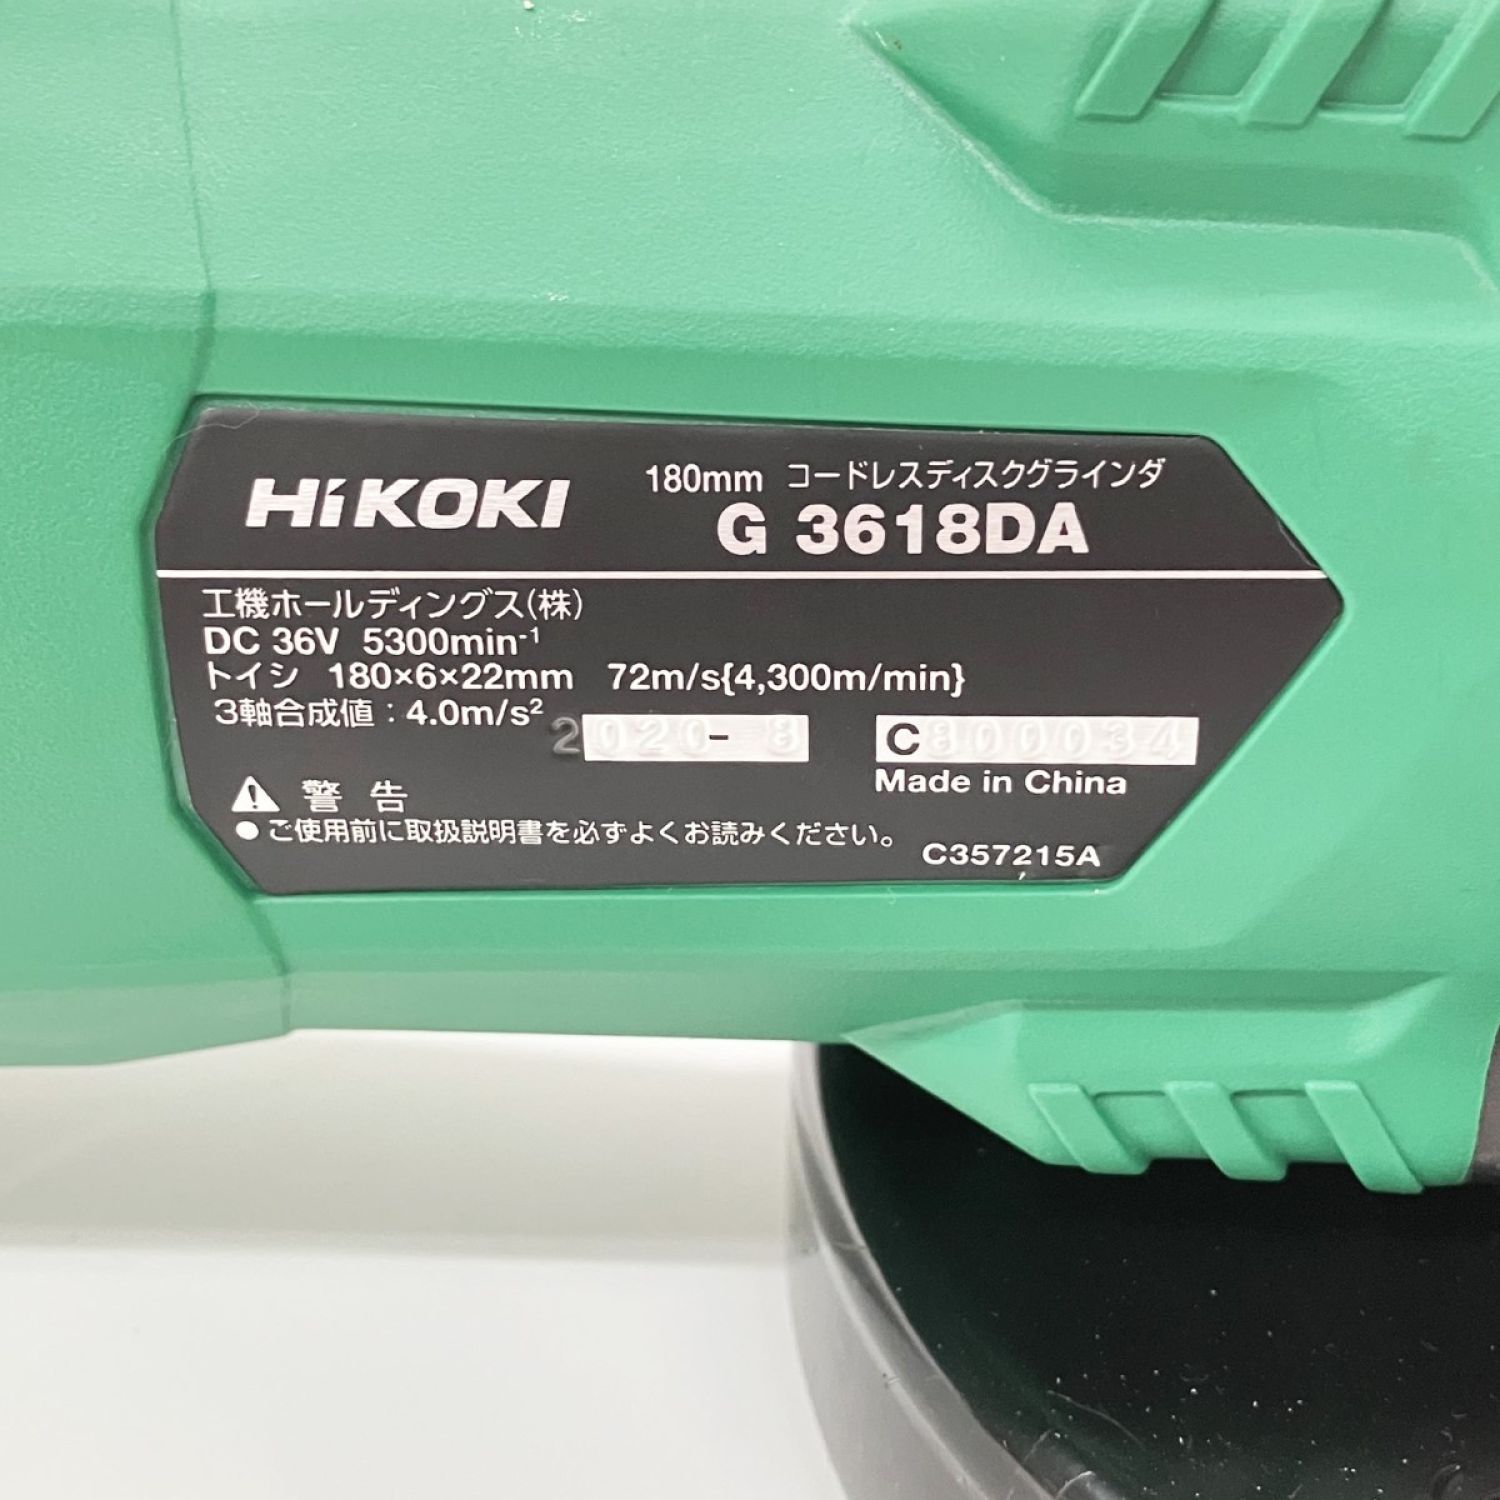 HiKOKI
180mm コードレスディスクグラインダ
G 3618DA
工機ホールディングス(株)
DC 36V 5300min⁻¹
トイシ 180×6×22mm 72m/s{4,300m/min}
3軸合成値：4.0m/s²
2020- 8
C800034
Made in China
⚠ 警告
●ご使用前に取扱説明書を必ずよくお読みください。
C357215A